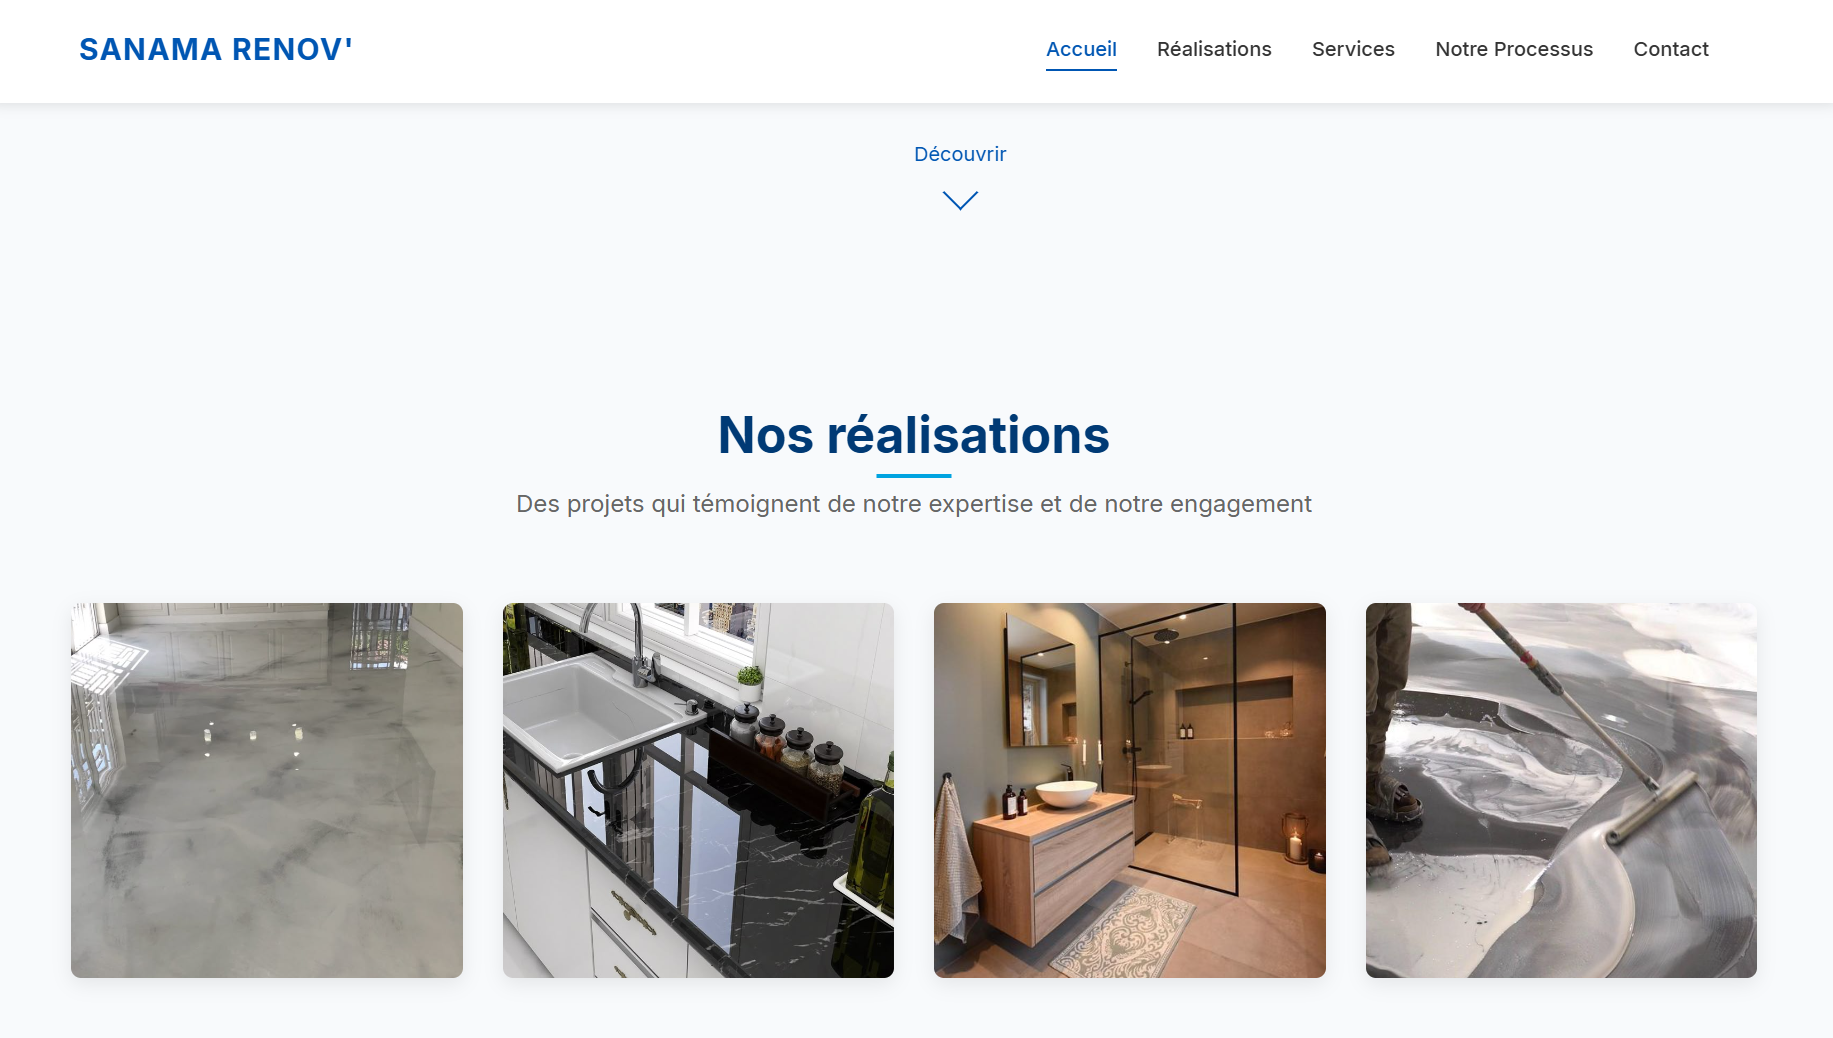 SANAMA RENOV'
Accueil Réalisations Services Notre Processus Contact
Découvrir
Nos réalisations
Des projets qui témoignent de notre expertise et de notre engagement